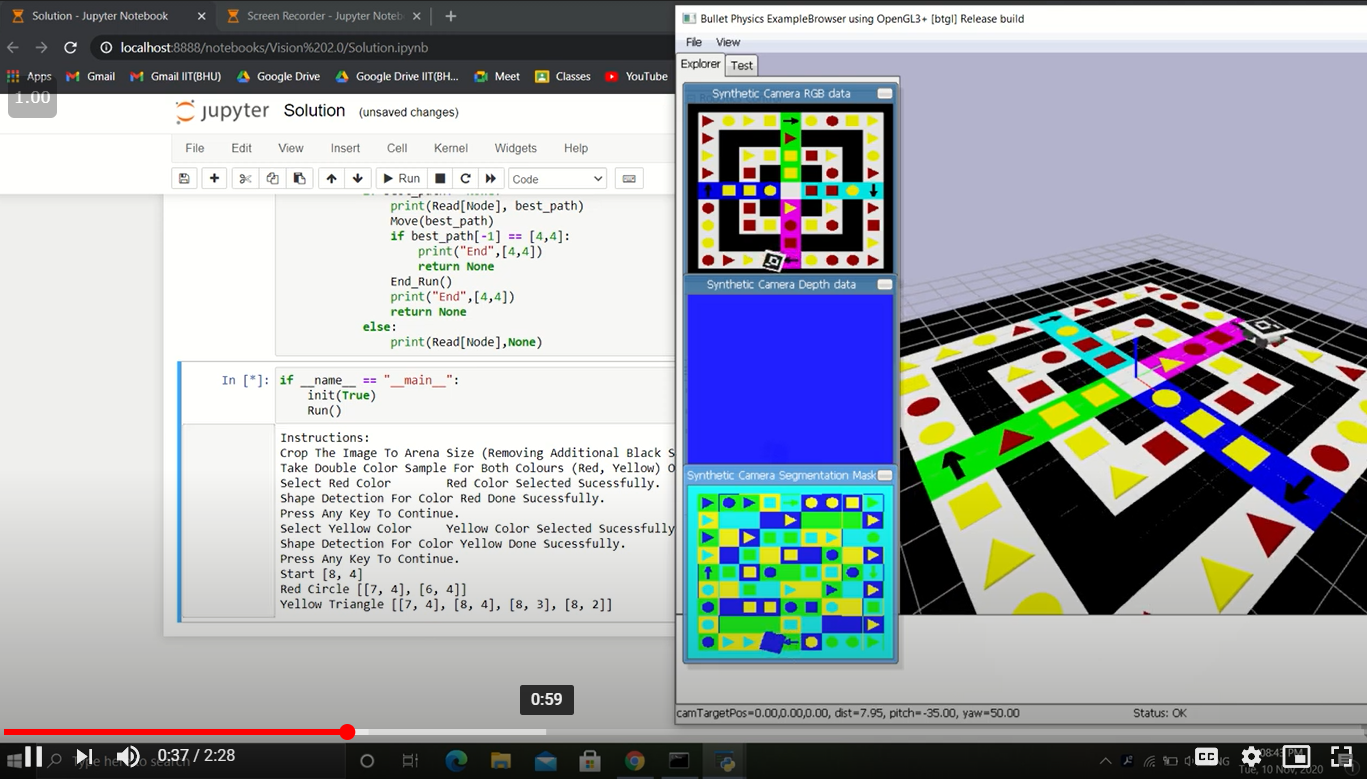 Solution - Jupyter Notebook
Screen Recorder - Jupyter Noteb
Bullet Physics ExampleBrowser using OpenGL3+ [btgl] Release build
localhost:8888/notebooks/Vision%202.0/Solution.ipynb
File View
Explorer Test
Apps Gmail Gmail IIT(BHU) Google Drive Google Drive IIT(BH... Meet Classes YouTube
1.00
Synthetic Camera RGB data
jupyter Solution (unsaved changes)
File Edit View Insert Cell Kernel Widgets Help
Run Code
print(Read[Node], best_path)
Move(best_path)
if best_path[-1] == [4,4]:
print("End",[4,4])
return None
End_Run()
print("End",[4,4])
return None
else:
print(Read[Node],None)
Synthetic Camera Depth data
In [*]: if __name__ == "__main__":
init(True)
Run()
Instructions:
Crop The Image To Arena Size (Removing Additional Black S
Take Double Color Sample For Both Colours (Red, Yellow) O
Select Red Color Red Color Selected Sucessfully.
Shape Detection For Color Red Done Sucessfully.
Press Any Key To Continue.
Select Yellow Color Yellow Color Selected Sucessfully
Shape Detection For Color Yellow Done Sucessfully.
Press Any Key To Continue.
Start [8, 4]
Red Circle [[7, 4], [6, 4]]
Yellow Triangle [[7, 4], [8, 4], [8, 3], [8, 2]]
Synthetic Camera Segmentation Mask
0:59
camTargetPos=0.00,0.00,0.00, dist=7.95, pitch=-35.00, yaw=50.00
Status: OK
0:37 / 2:28
CC
Tue, 10 Nov, 2020